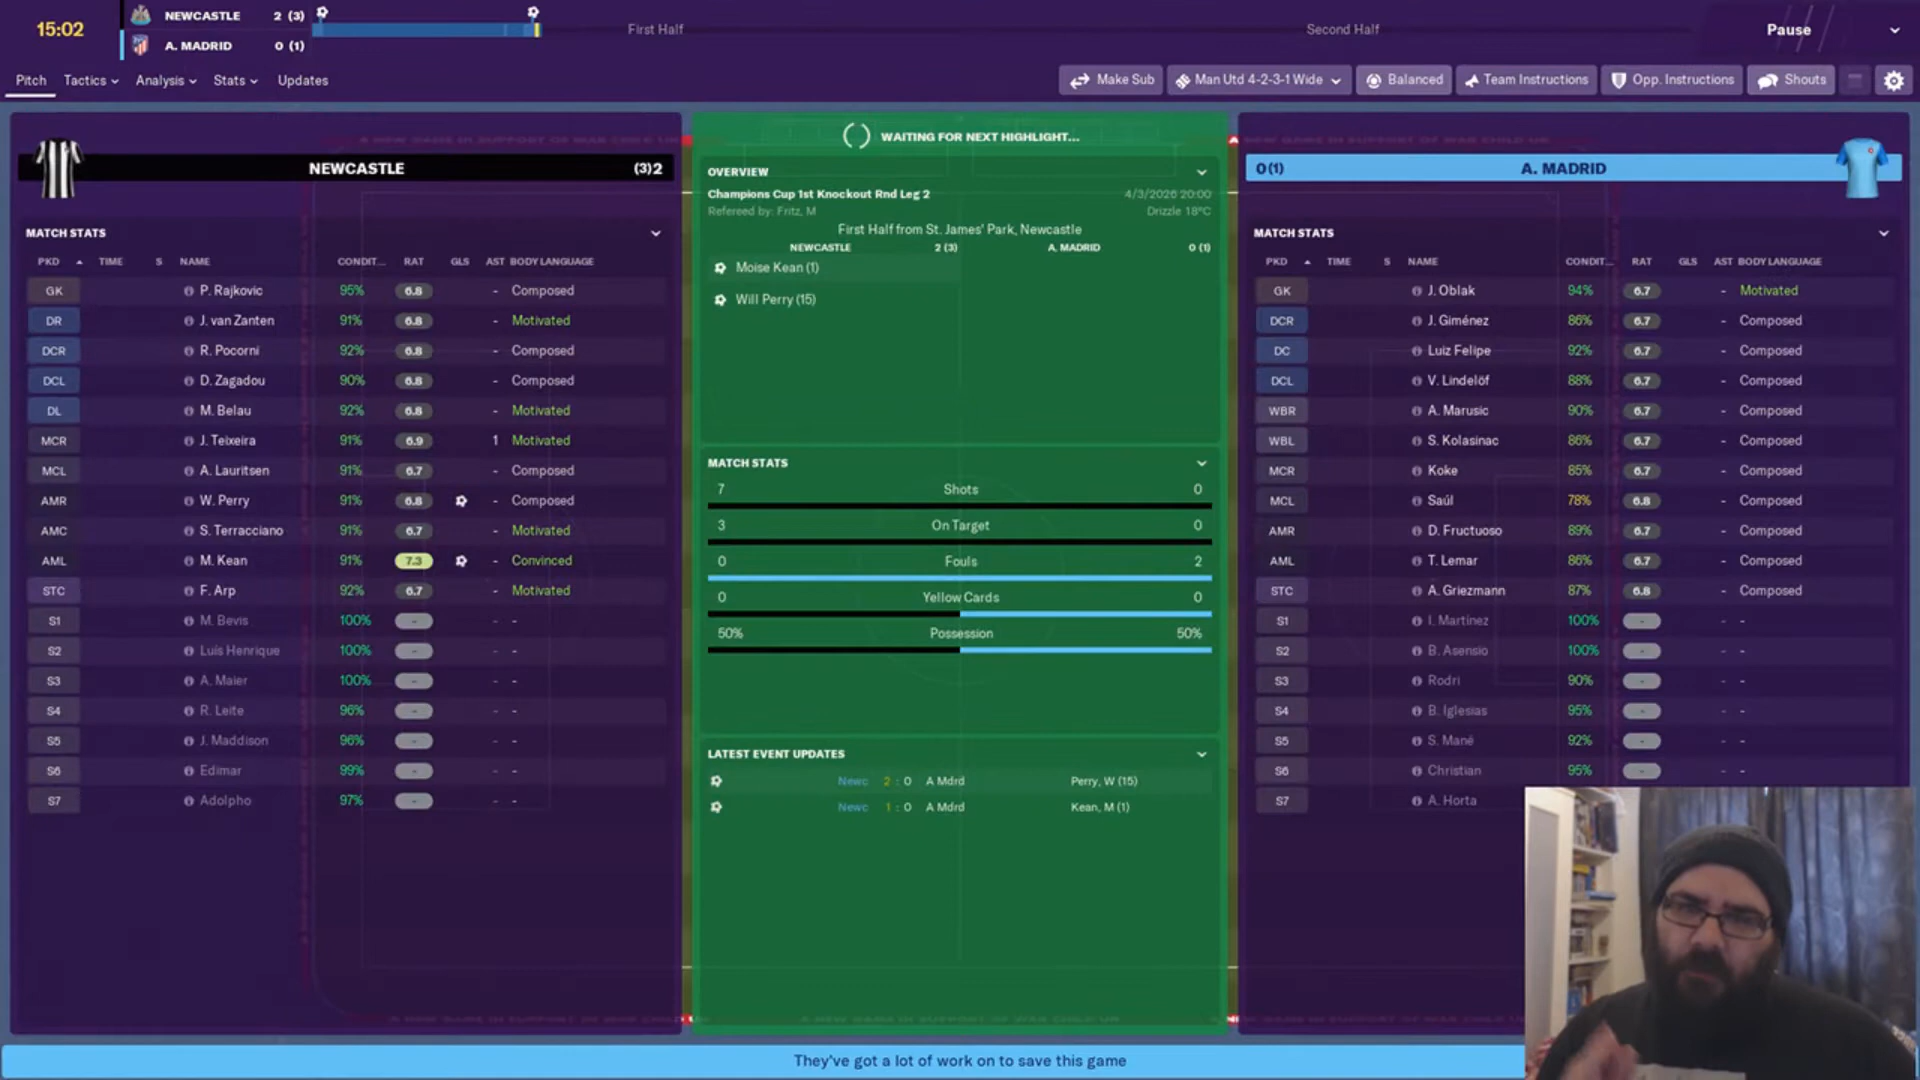 15:02
NEWCASTLE 2 (3)
A. MADRID 0 (1)
First Half
Second Half
Pause
Pitch Tactics Analysis Stats Updates
Make Sub Man Utd 4-2-3-1 Wide Balanced Team Instructions Opp. Instructions Shouts
NEWCASTLE (3)2
MATCH STATS
PKD TIME S NAME CONDIT... RAT GLS AST BODY LANGUAGE
GK P. Rajkovic 95% 6.8 - Composed
DR J. van Zanten 91% 6.8 - Motivated
DCR R. Pocorni 92% 6.8 - Composed
DCL D. Zagadou 90% 6.8 - Composed
DL M. Belau 92% 6.8 - Motivated
MCR J. Teixeira 91% 6.9 1 Motivated
MCL A. Lauritsen 91% 6.7 - Composed
AMR W. Perry 91% 6.8 - Composed
AMC S. Terracciano 91% 6.7 - Motivated
AML M. Kean 91% 7.3 - Convinced
STC F. Arp 92% 6.7 - Motivated
S1 M. Bevis 100% - - -
S2 Luís Henrique 100% - - -
S3 A. Maier 100% - - -
S4 R. Leite 96% - - -
S5 J. Maddison 96% - - -
S6 Edimar 99% - - -
S7 Adolpho 97% - - -
WAITING FOR NEXT HIGHLIGHT...
OVERVIEW
Champions Cup 1st Knockout Rnd Leg 2 4/3/2026 20:00
Refereed by: Fritz, M Drizzle 18°C
First Half from St. James' Park, Newcastle
NEWCASTLE 2 (3) A. MADRID 0 (1)
Moise Kean (1)
Will Perry (15)
MATCH STATS
7 Shots 0
3 On Target 0
0 Fouls 2
0 Yellow Cards 0
50% Possession 50%
LATEST EVENT UPDATES
Newc 2 : 0 A Mdrd Perry, W (15)
Newc 1 : 0 A Mdrd Kean, M (1)
0(1) A. MADRID
MATCH STATS
PKD TIME S NAME CONDIT... RAT GLS AST BODY LANGUAGE
GK J. Oblak 94% 6.7 - Motivated
DCR J. Giménez 86% 6.7 - Composed
DC Luiz Felipe 92% 6.7 - Composed
DCL V. Lindelöf 88% 6.7 - Composed
WBR A. Marusic 90% 6.7 - Composed
WBL S. Kolasinac 86% 6.7 - Composed
MCR Koke 85% 6.7 - Composed
MCL Saúl 78% 6.8 - Composed
AMR D. Fructuoso 89% 6.7 - Composed
AML T. Lemar 86% 6.7 - Composed
STC A. Griezmann 87% 6.8 - Composed
S1 I. Martínez 100% - - -
S2 B. Asensio 100% - - -
S3 Rodri 90% - - -
S4 B. Iglesias 95% - - -
S5 S. Mané 92% - - -
S6 Christian 95% - - -
S7 A. Horta
They've got a lot of work on to save this game